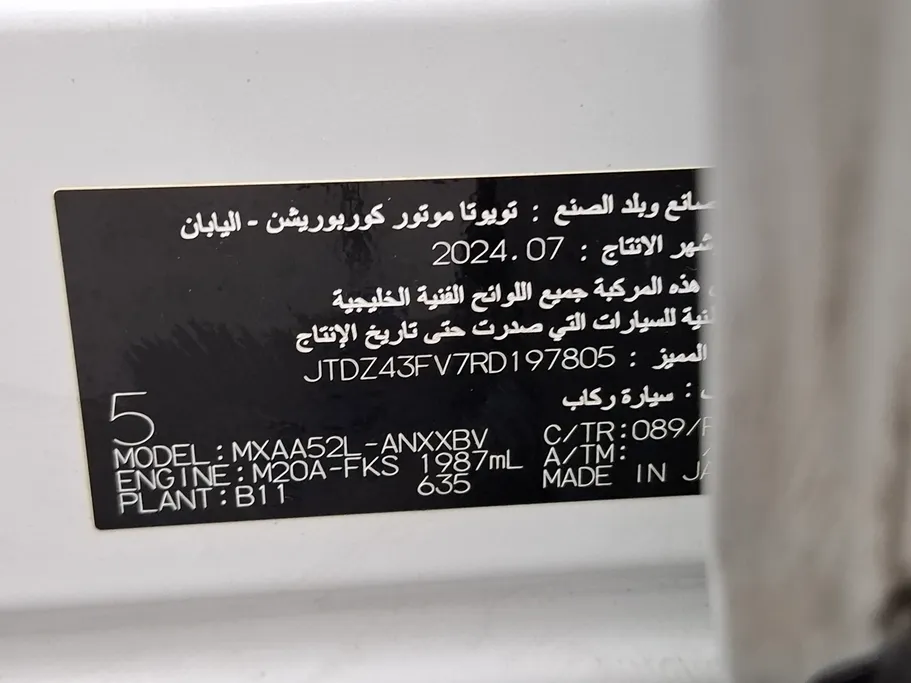 صانع وبلد الصنع : تويوتا موتور كوربوريشن - اليابان
شهر الانتاج : 2024.07
هذه المركبة جميع اللوائح الفنية الخليجية
للسيارات التي صدرت حتى تاريخ الإنتاج
المميز : JTDZ43FV7RD197805
: سيارة ركاب
5
MODEL:MXAA52L-ANXXBV C/TR:089/
ENGINE:M20A-FKS 1987mL A/TM:
PLANT:B11 635 MADE IN